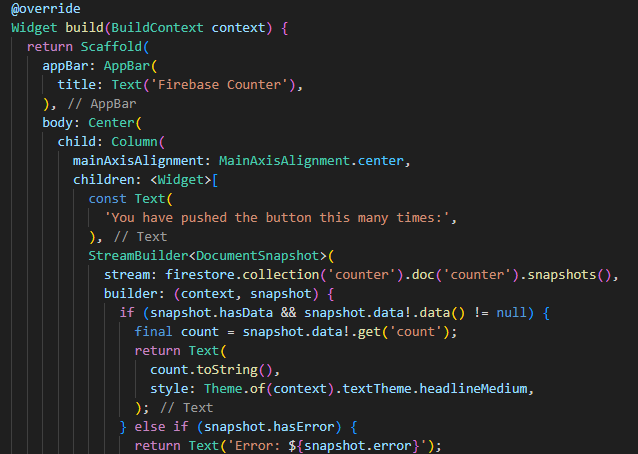 @override
Widget build(BuildContext context) {
return Scaffold(
appBar: AppBar(
title: Text('Firebase Counter'),
), // AppBar
body: Center(
child: Column(
mainAxisAlignment: MainAxisAlignment.center,
children: <Widget>[
const Text(
'You have pushed the button this many times:',
), // Text
StreamBuilder<DocumentSnapshot>(
stream: firestore.collection('counter').doc('counter').snapshots(),
builder: (context, snapshot) {
if (snapshot.hasData && snapshot.data!.data() != null) {
final count = snapshot.data!.get('count');
return Text(
count.toString(),
style: Theme.of(context).textTheme.headlineMedium,
); // Text
} else if (snapshot.hasError) {
return Text('Error: ${snapshot.error}');